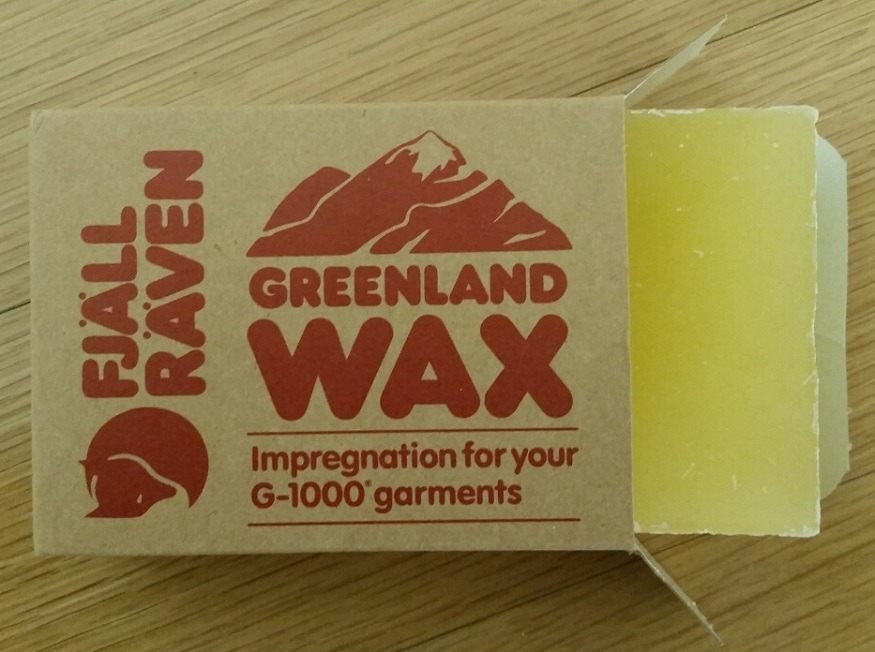 FJÄLL
RÄVEN
GREENLAND
WAX
Impregnation for your
G-1000® garments